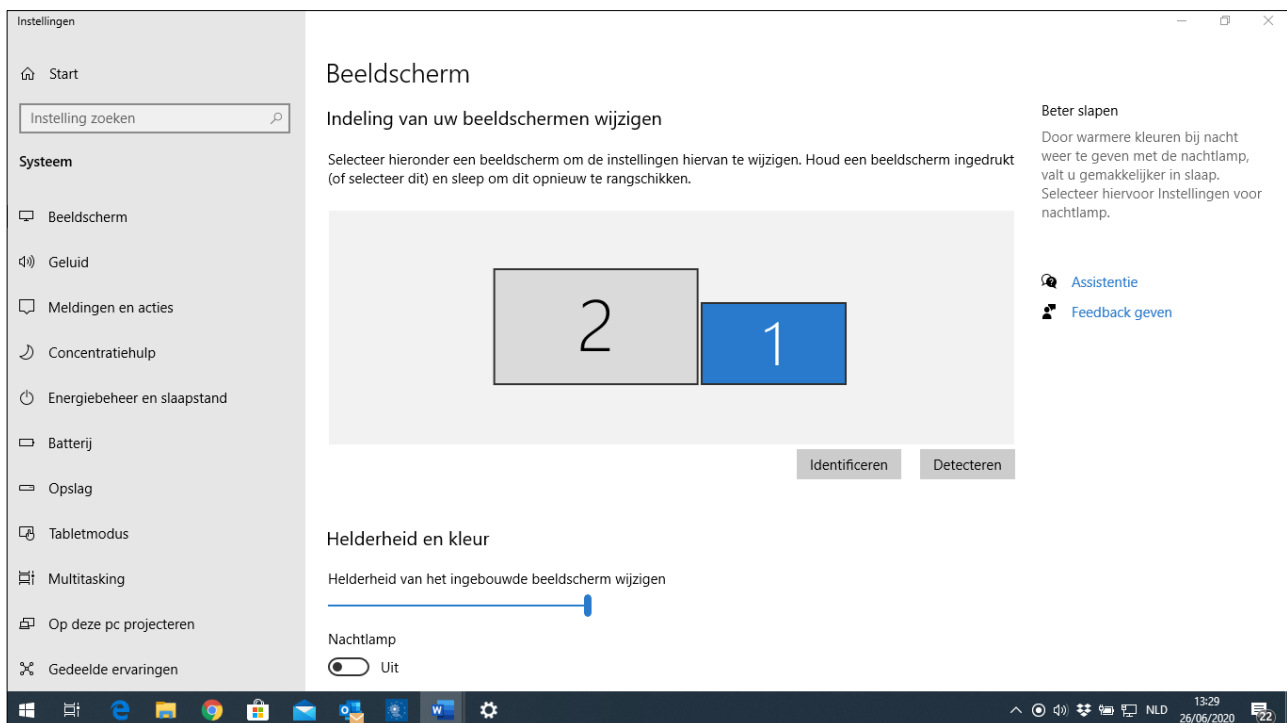 Instellingen
Start
Instelling zoeken
Systeem
Beeldscherm
Geluid
Meldingen en acties
Concentratiehulp
Energiebeheer en slaapstand
Batterij
Opslag
Tabletmodus
Multitasking
Op deze pc projecteren
Gedeelde ervaringen
Beeldscherm
Indeling van uw beeldschermen wijzigen
Selecteer hieronder een beeldscherm om de instellingen hiervan te wijzigen. Houd een beeldscherm ingedrukt
(of selecteer dit) en sleep om dit opnieuw te rangschikken.
2
1
Identificeren
Detecteren
Helderheid en kleur
Helderheid van het ingebouwde beeldscherm wijzigen
Nachtlamp
Uit
Beter slapen
Door warmere kleuren bij nacht
weer te geven met de nachtlamp,
valt u gemakkelijker in slaap.
Selecteer hiervoor Instellingen voor
nachtlamp.
Assistentie
Feedback geven
NLD
13:29
26/06/2020
22